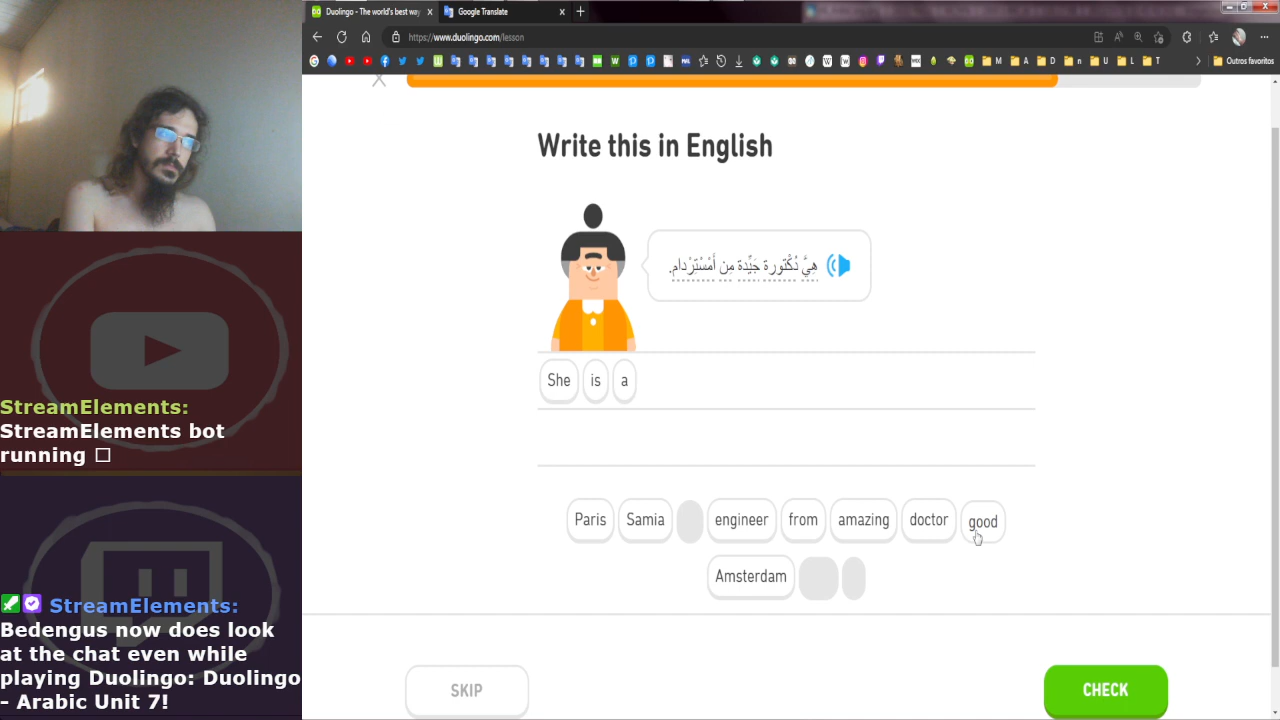 Duolingo - The world's best way
Google Translate
https://www.duolingo.com/lesson
M
A
D
n
U
L
T
Outros favoritos
Write this in English
هِيَّ دُكْتورة جَيِّدة مِن أَمْسْتِرْدام.
She is a
Paris Samia engineer from amazing doctor good
Amsterdam
SKIP
CHECK
StreamElements:
StreamElements bot
running
StreamElements:
Bedengus now does look
at the chat even while
playing Duolingo: Duolingo
- Arabic Unit 7!